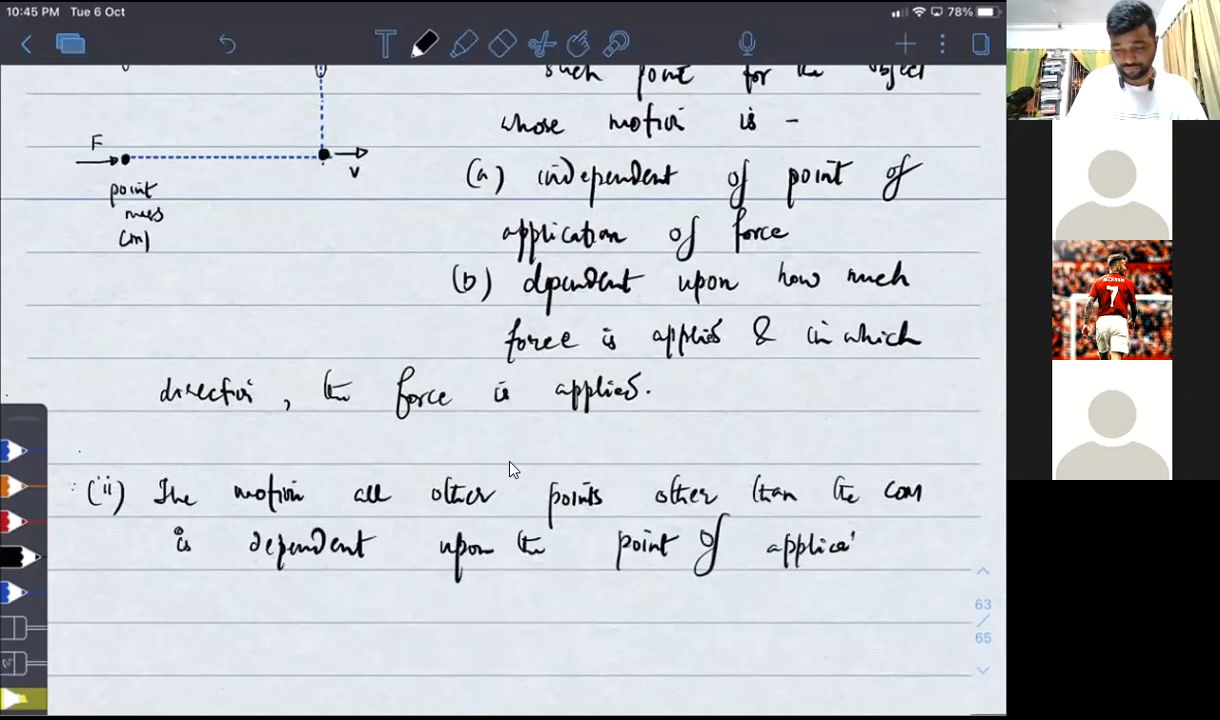 10:45 PM Tue 6 Oct
78%
T
such point for the object
whose motion is -
F
v
point
mass
(m)
(a) independent of point of
application of force
(b) dpendent upon how much
force is applied & in which
direction, the force is applied.
(ii) The motion all other points other than the com
is dependent upon the point of applica
63
/
65
7